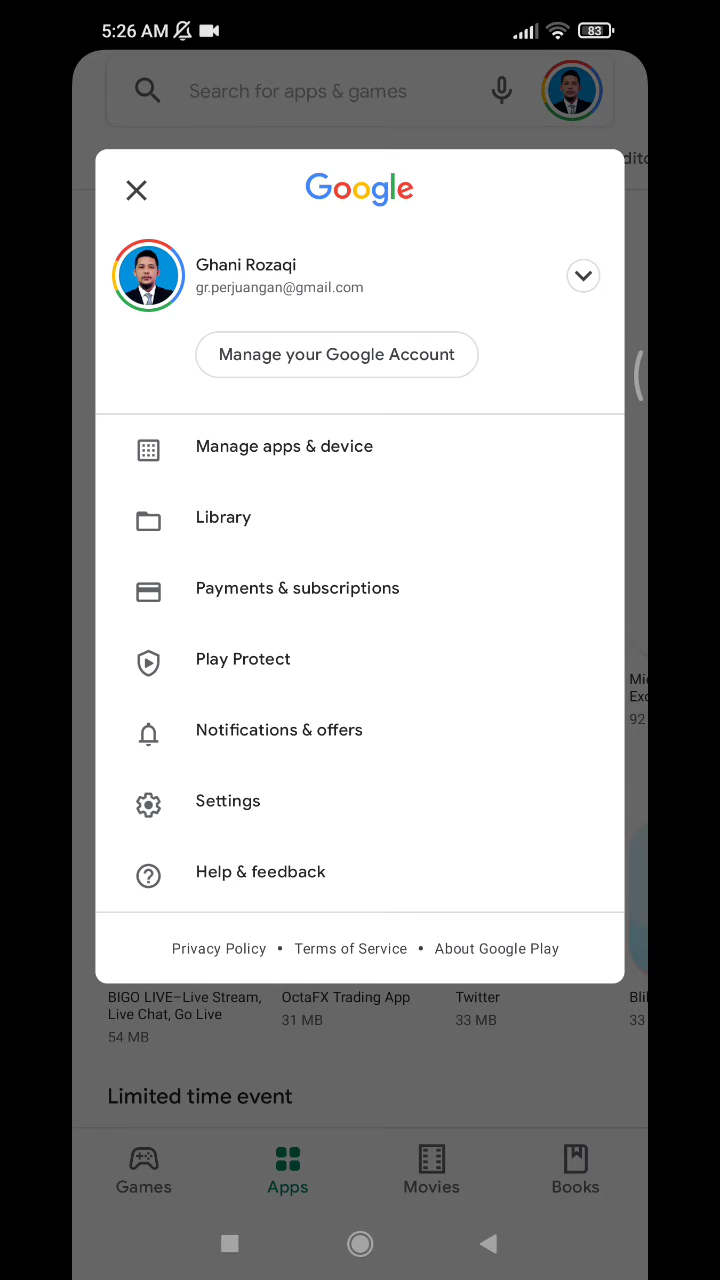 5:26 AM
83
Search for apps & games
Google
Ghani Rozaqi
gr.perjuangan@gmail.com
Manage your Google Account
Manage apps & device
Library
Payments & subscriptions
Play Protect
Notifications & offers
Settings
Help & feedback
Privacy Policy • Terms of Service • About Google Play
92
BIGO LIVE–Live Stream,
Live Chat, Go Live
54 MB
OctaFX Trading App
31 MB
Twitter
33 MB
33
Limited time event
Games
Apps
Movies
Books